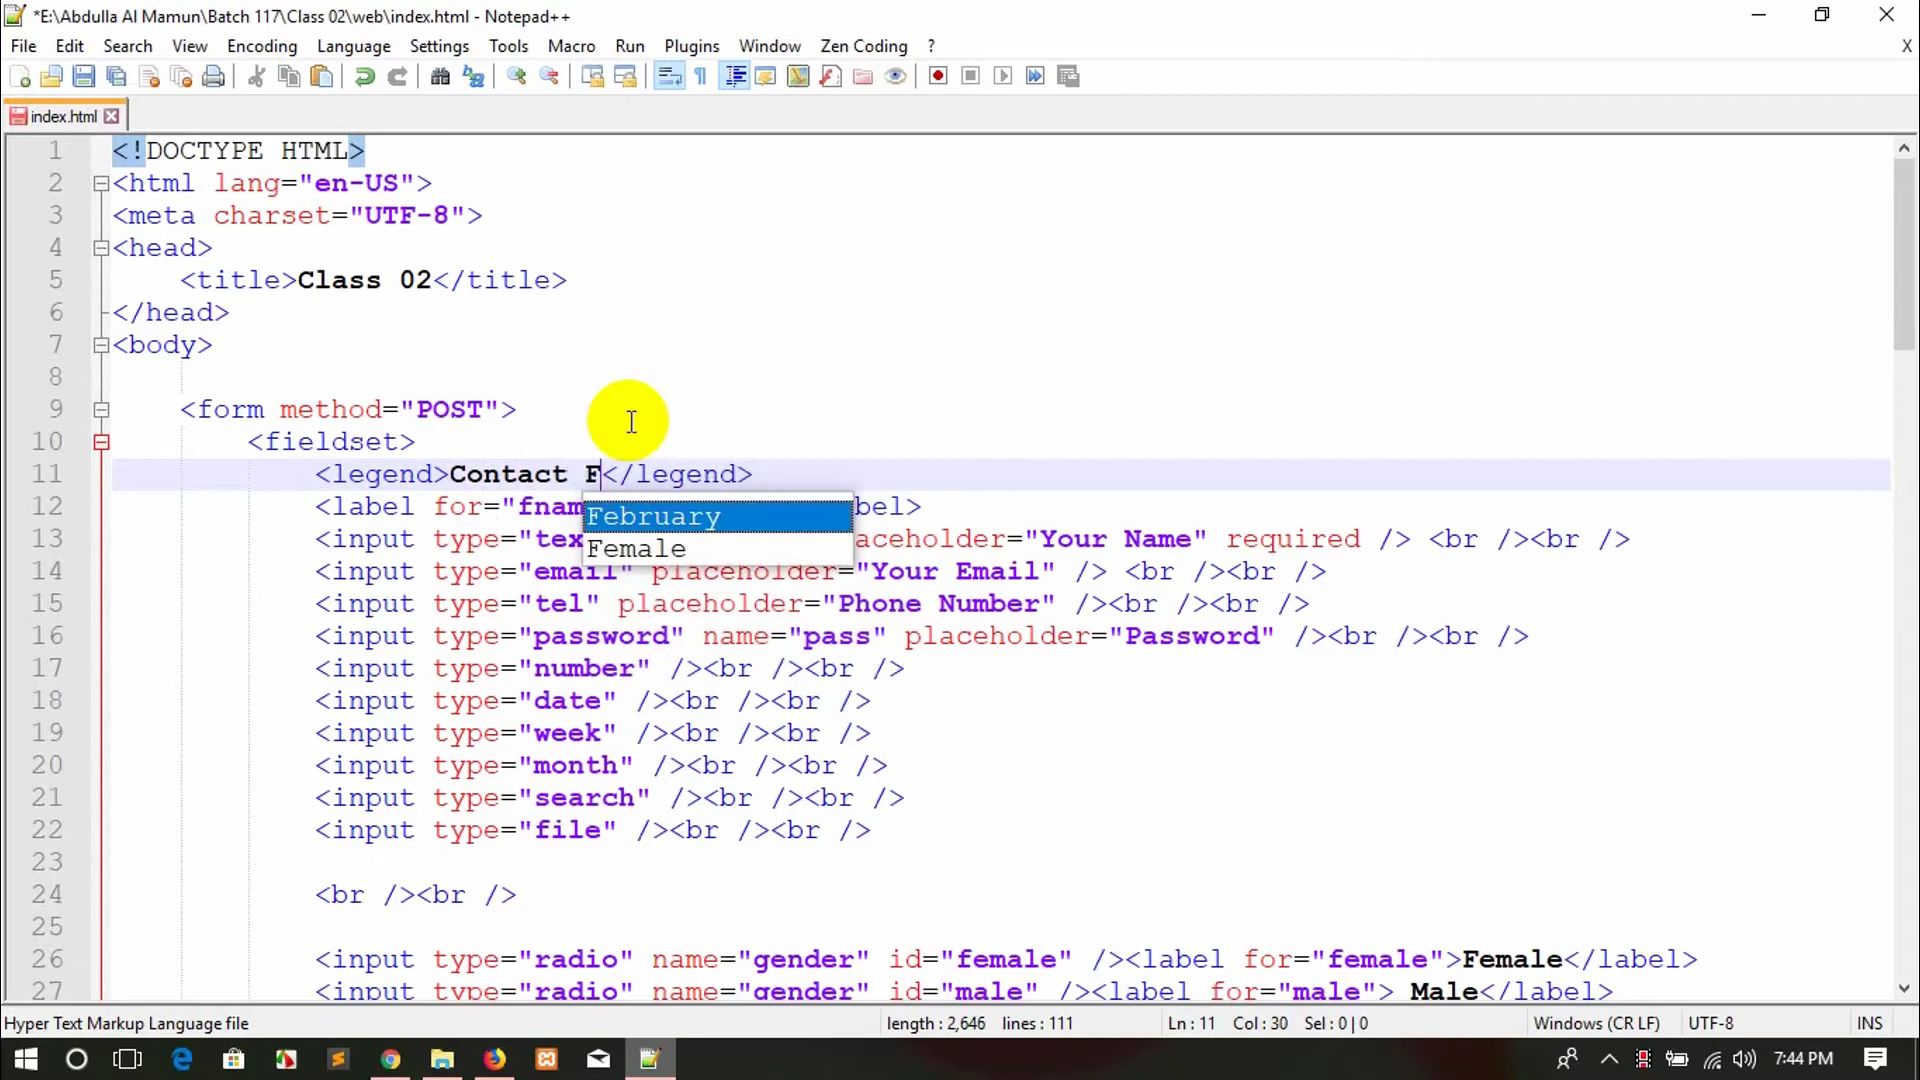 *E:\Abdulla Al Mamun\Batch 117\Class 02\web\index.html - Notepad++
File Edit Search View Encoding Language Settings Tools Macro Run Plugins Window Zen Coding ? X
index.html
1 <!DOCTYPE HTML>
2 <html lang="en-US">
3 <meta charset="UTF-8">
4 <head>
5 <title>Class 02</title>
6 </head>
7 <body>
8
9 <form method="POST">
10 <fieldset>
11 <legend>Contact F</legend>
12 <label for="fnam bel>
February
13 <input type="tex aceholder="Your Name" required /> <br /><br />
Female
14 <input type="email" placeholder="Your Email" /> <br /><br />
15 <input type="tel" placeholder="Phone Number" /><br /><br />
16 <input type="password" name="pass" placeholder="Password" /><br /><br />
17 <input type="number" /><br /><br />
18 <input type="date" /><br /><br />
19 <input type="week" /><br /><br />
20 <input type="month" /><br /><br />
21 <input type="search" /><br /><br />
22 <input type="file" /><br /><br />
23
24 <br /><br />
25
26 <input type="radio" name="gender" id="female" /><label for="female">Female</label>
27 <input type="radio" name="gender" id="male" /><label for="male"> Male</label>
Hyper Text Markup Language file length : 2,646 lines : 111 Ln : 11 Col : 30 Sel : 0 | 0 Windows (CR LF) UTF-8 INS
7:44 PM